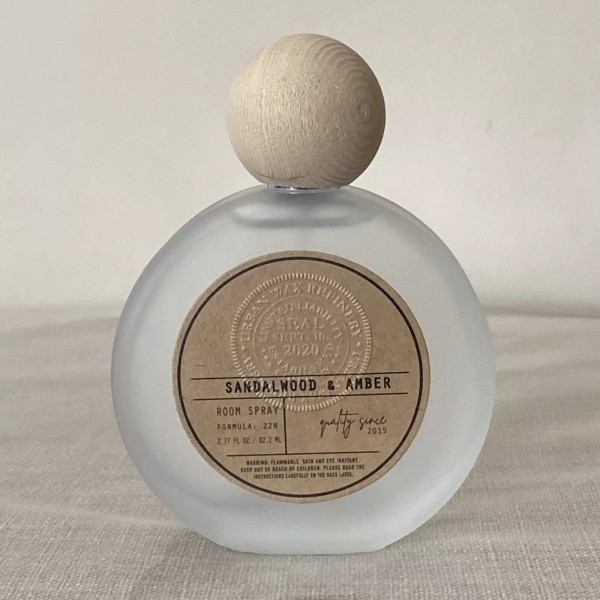 URBAN WAX REFINERY
SEAL
SEPT. 10,
2020
SANDALWOOD & AMBER
ROOM SPRAY
FORMULA: 22N
2.77 FL OZ / 82.2 ML
quality since
2015
WARNING: FLAMMABLE. SKIN AND EYE IRRITANT.
KEEP OUT OF REACH OF CHILDREN. PLEASE READ THE
INSTRUCTIONS CAREFULLY ON THE BACK LABEL.